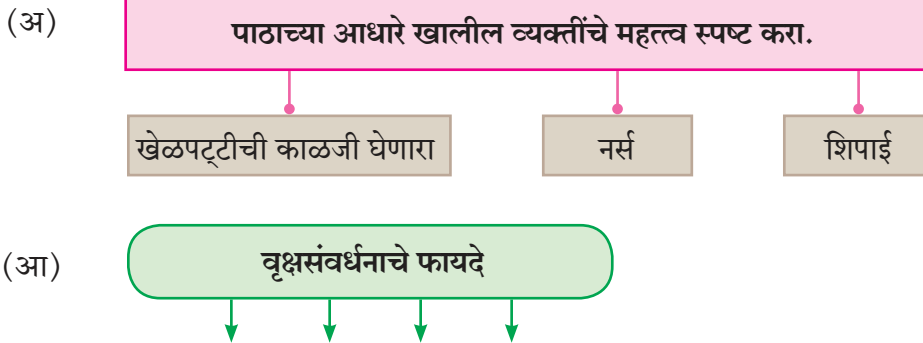 (अ)
पाठाच्या आधारे खालील व्यक्तींचे महत्त्व स्पष्ट करा.
खेळपट्‌टीची काळजी घेणारा नर्स शिपाई
(आ)
वृक्षसंवर्धनाचे फायदे